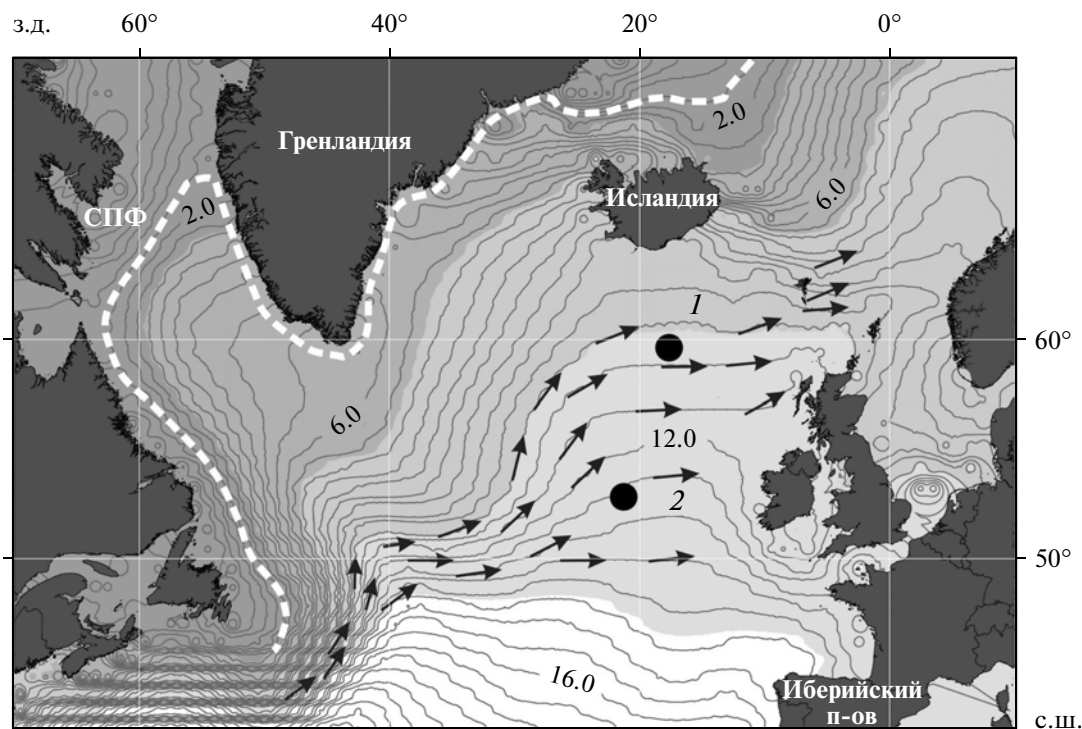 з.д. 60° 40° 20° 0°
2.0
Гренландия
6.0
Исландия
СПФ
2.0
1
60°
6.0
12.0
2
50°
16.0
Иберийский
п-ов
с.ш.